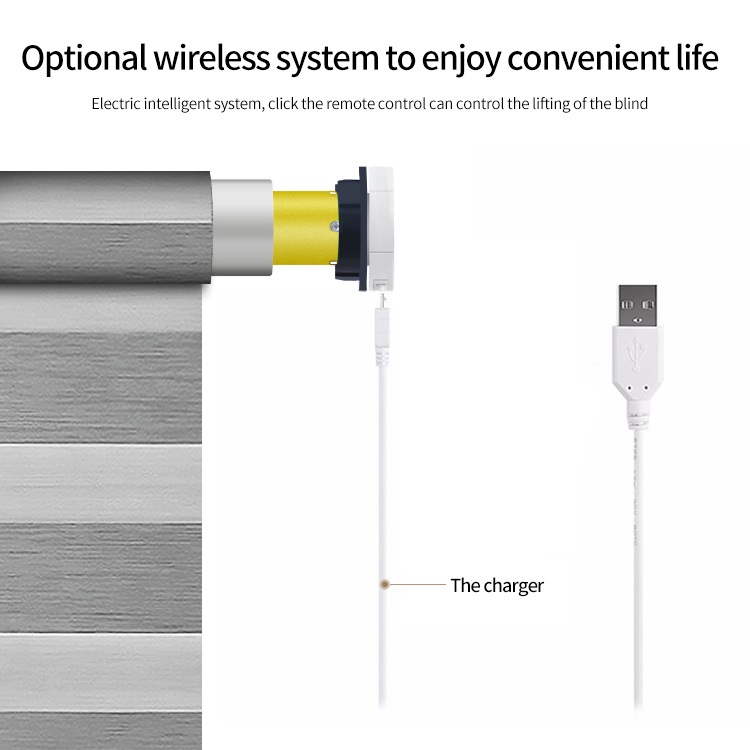 Optional wireless system to enjoy convenient life
Electric intelligent system, click the remote control can control the lifting of the blind
The charger